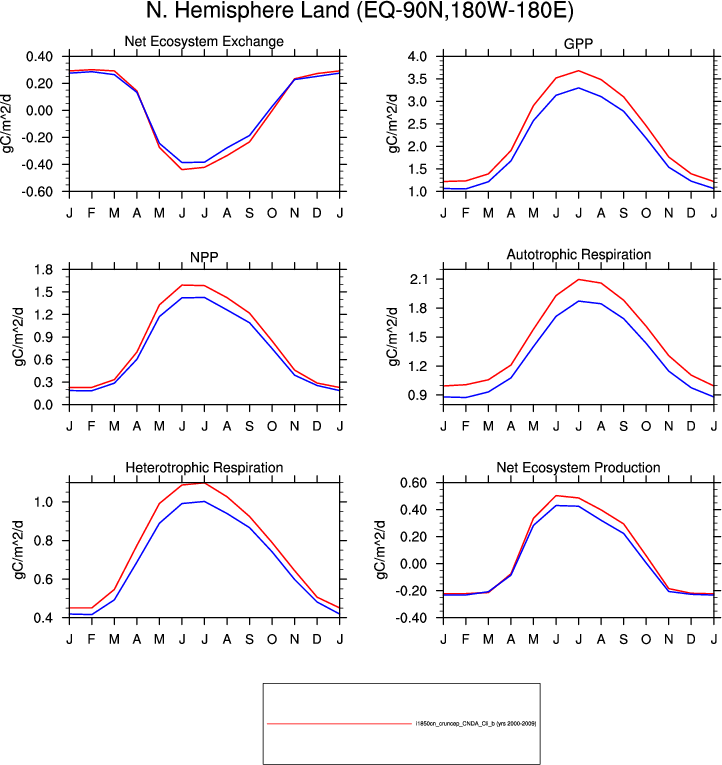 N. Hemisphere Land (EQ-90N,180W-180E)
Net Ecosystem Exchange
GPP
gC/m^2/d
0.40
0.20
0.00
-0.20
-0.40
-0.60
J F M A M J J A S O N D J
gC/m^2/d
4.0
3.5
3.0
2.5
2.0
1.5
1.0
J F M A M J J A S O N D J
NPP
Autotrophic Respiration
gC/m^2/d
1.8
1.5
1.2
0.9
0.6
0.3
0.0
J F M A M J J A S O N D J
gC/m^2/d
2.1
1.8
1.5
1.2
0.9
J F M A M J J A S O N D J
Heterotrophic Respiration
Net Ecosystem Production
gC/m^2/d
1.0
0.8
0.6
0.4
J F M A M J J A S O N D J
gC/m^2/d
0.60
0.40
0.20
0.00
-0.20
-0.40
J F M A M J J A S O N D J
(yrs 2000-2009)